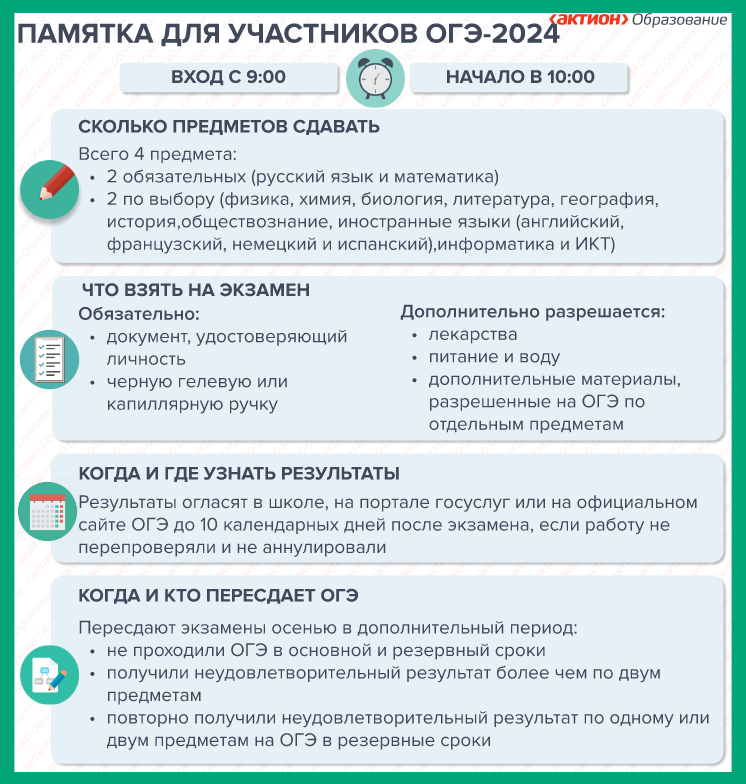 ‹АКТИОН› Образование
ПАМЯТКА ДЛЯ УЧАСТНИКОВ ОГЭ-2024
ВХОД С 9:00
НАЧАЛО В 10:00
СКОЛЬКО ПРЕДМЕТОВ СДАВАТЬ
Всего 4 предмета:
• 2 обязательных (русский язык и математика)
• 2 по выбору (физика, химия, биология, литература, география,
история,обществознание, иностранные языки (английский,
французский, немецкий и испанский),информатика и ИКТ)
ЧТО ВЗЯТЬ НА ЭКЗАМЕН
Обязательно:
• документ, удостоверяющий
личность
• черную гелевую или
капиллярную ручку
Дополнительно разрешается:
• лекарства
• питание и воду
• дополнительные материалы,
разрешенные на ОГЭ по
отдельным предметам
КОГДА И ГДЕ УЗНАТЬ РЕЗУЛЬТАТЫ
Результаты огласят в школе, на портале госуслуг или на официальном
сайте ОГЭ до 10 календарных дней после экзамена, если работу не
перепроверяли и не аннулировали
КОГДА И КТО ПЕРЕСДАЕТ ОГЭ
Пересдают экзамены осенью в дополнительный период:
• не проходили ОГЭ в основной и резервный сроки
• получили неудовлетворительный результат более чем по двум
предметам
• повторно получили неудовлетворительный результат по одному или
двум предметам на ОГЭ в резервные сроки